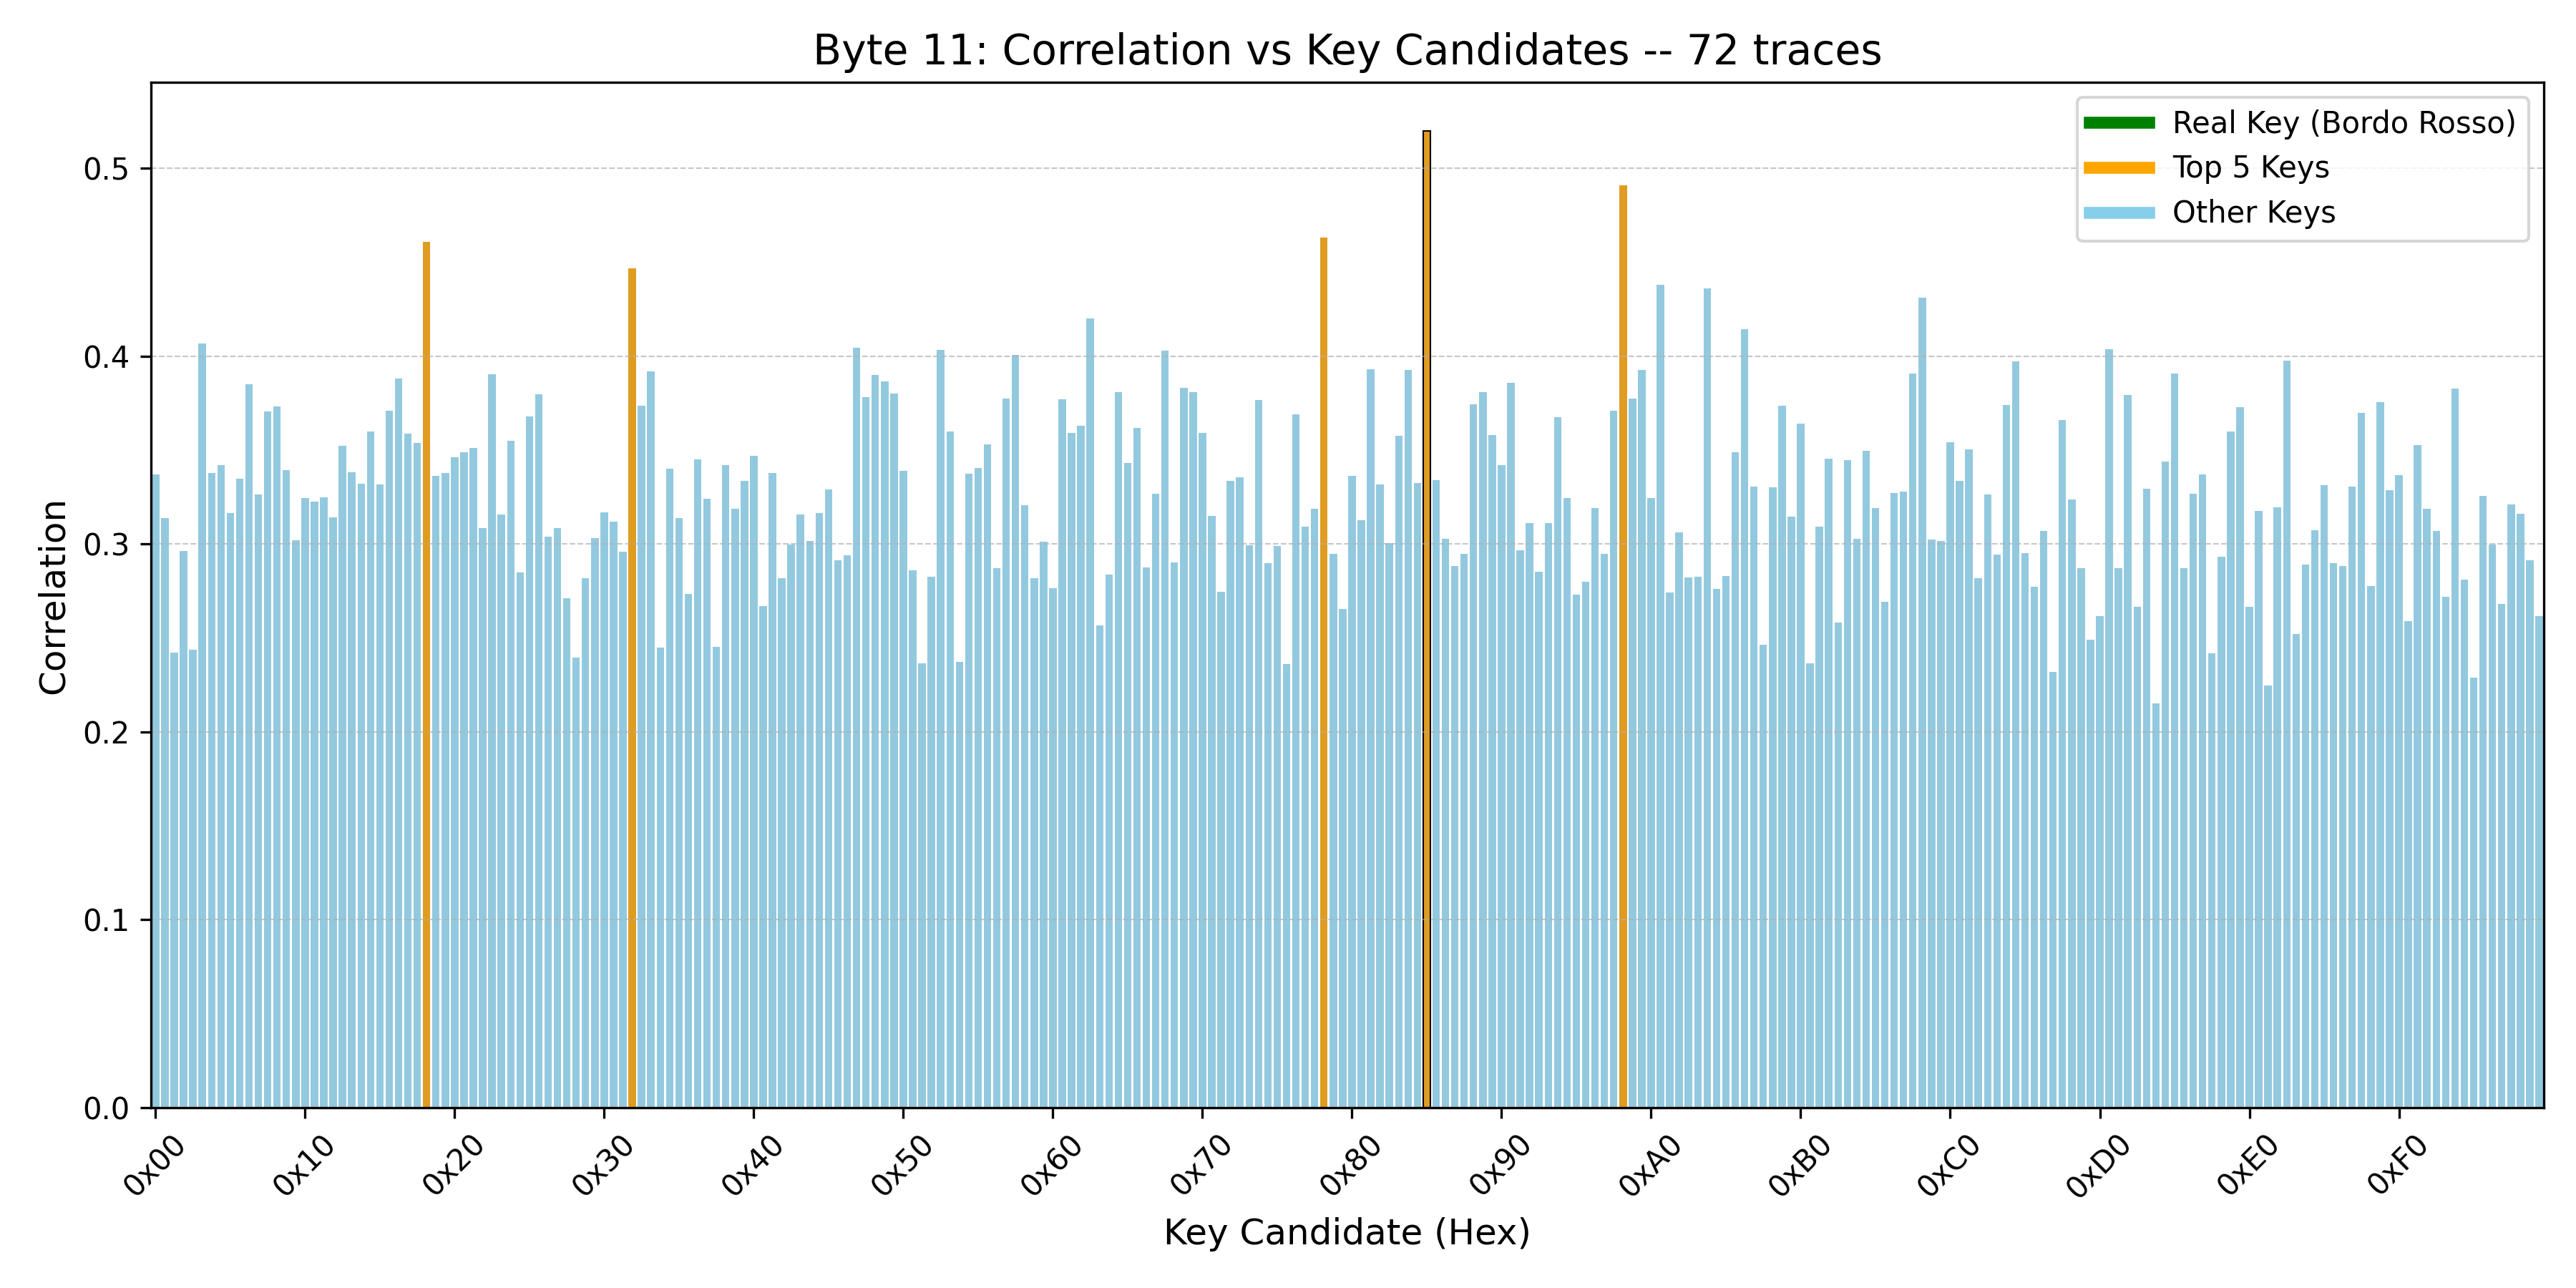 Byte 11: Correlation vs Key Candidates -- 72 traces
Real Key (Bordo Rosso)
Top 5 Keys
Other Keys
Correlation
0.5
0.4
0.3
0.2
0.1
0.0
0x00 0x10 0x20 0x30 0x40 0x50 0x60 0x70 0x80 0x90 0xA0 0xB0 0xC0 0xD0 0xE0 0xF0
Key Candidate (Hex)